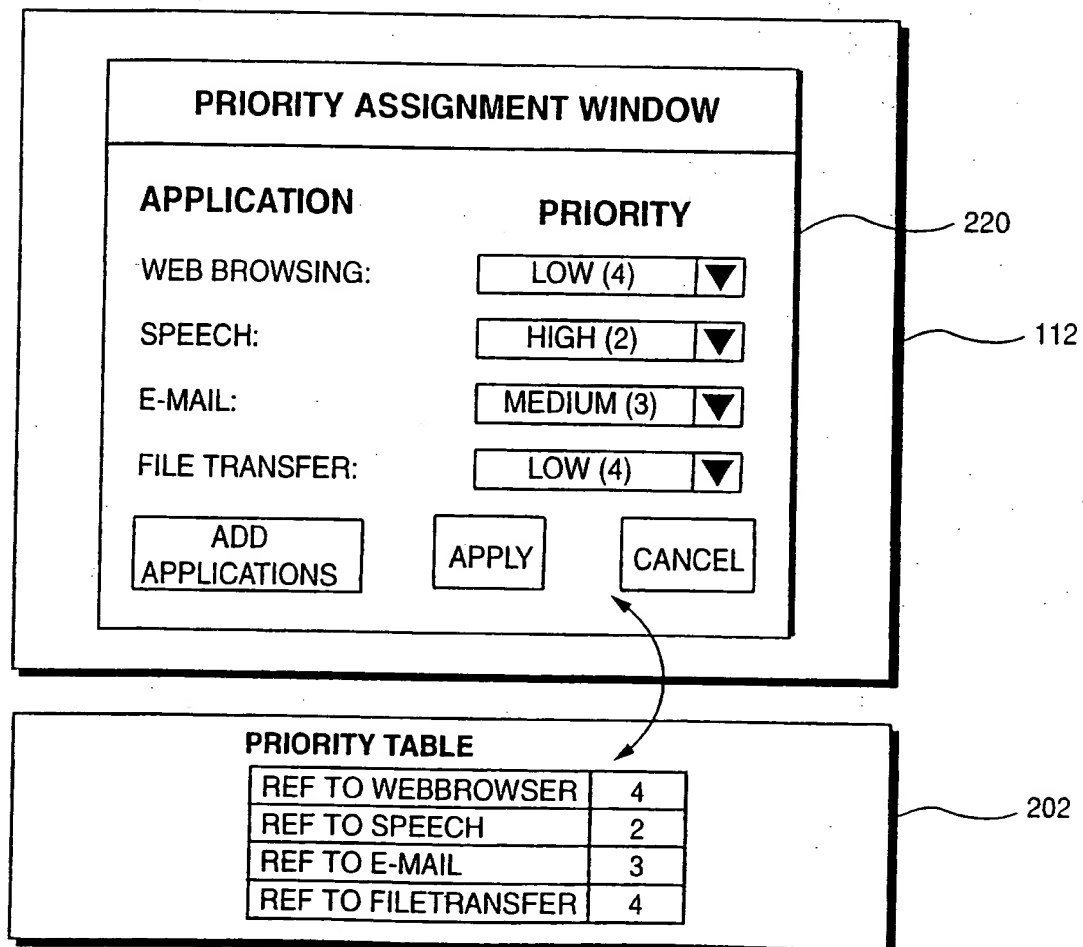 PRIORITY ASSIGNMENT WINDOW
APPLICATION PRIORITY
WEB BROWSING: LOW (4)
SPEECH: HIGH (2)
E-MAIL: MEDIUM (3)
FILE TRANSFER: LOW (4)
ADD
APPLICATIONS
APPLY
CANCEL
220
112
PRIORITY TABLE
REF TO WEBBROWSER 4
REF TO SPEECH 2
REF TO E-MAIL 3
REF TO FILETRANSFER 4
202